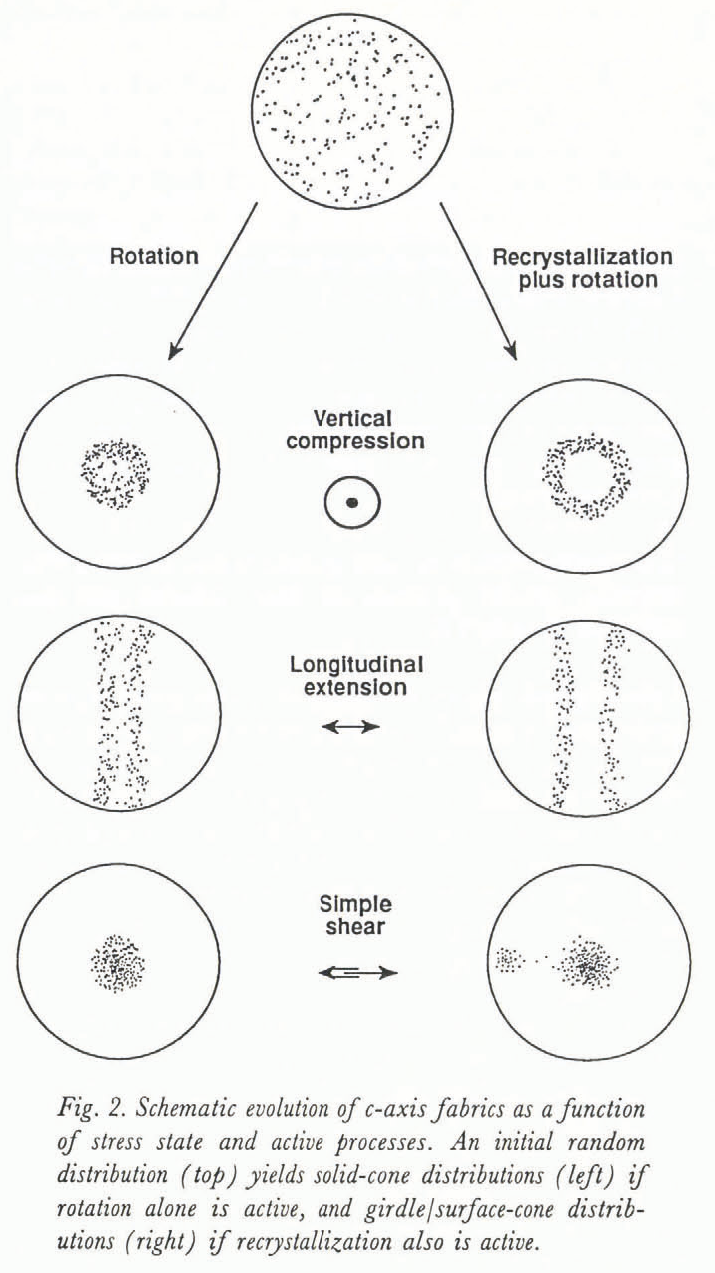 Rotation
Recrystallization
plus rotation
Vertical
compression
Longitudinal
extension
Simple
shear
Fig. 2. Schematic evolution of c-axis fabrics as a function
of stress state and active processes. An initial random
distribution (top) yields solid-cone distributions (left) if
rotation alone is active, and girdle/surface-cone distrib-
utions (right) if recrystallization also is active.